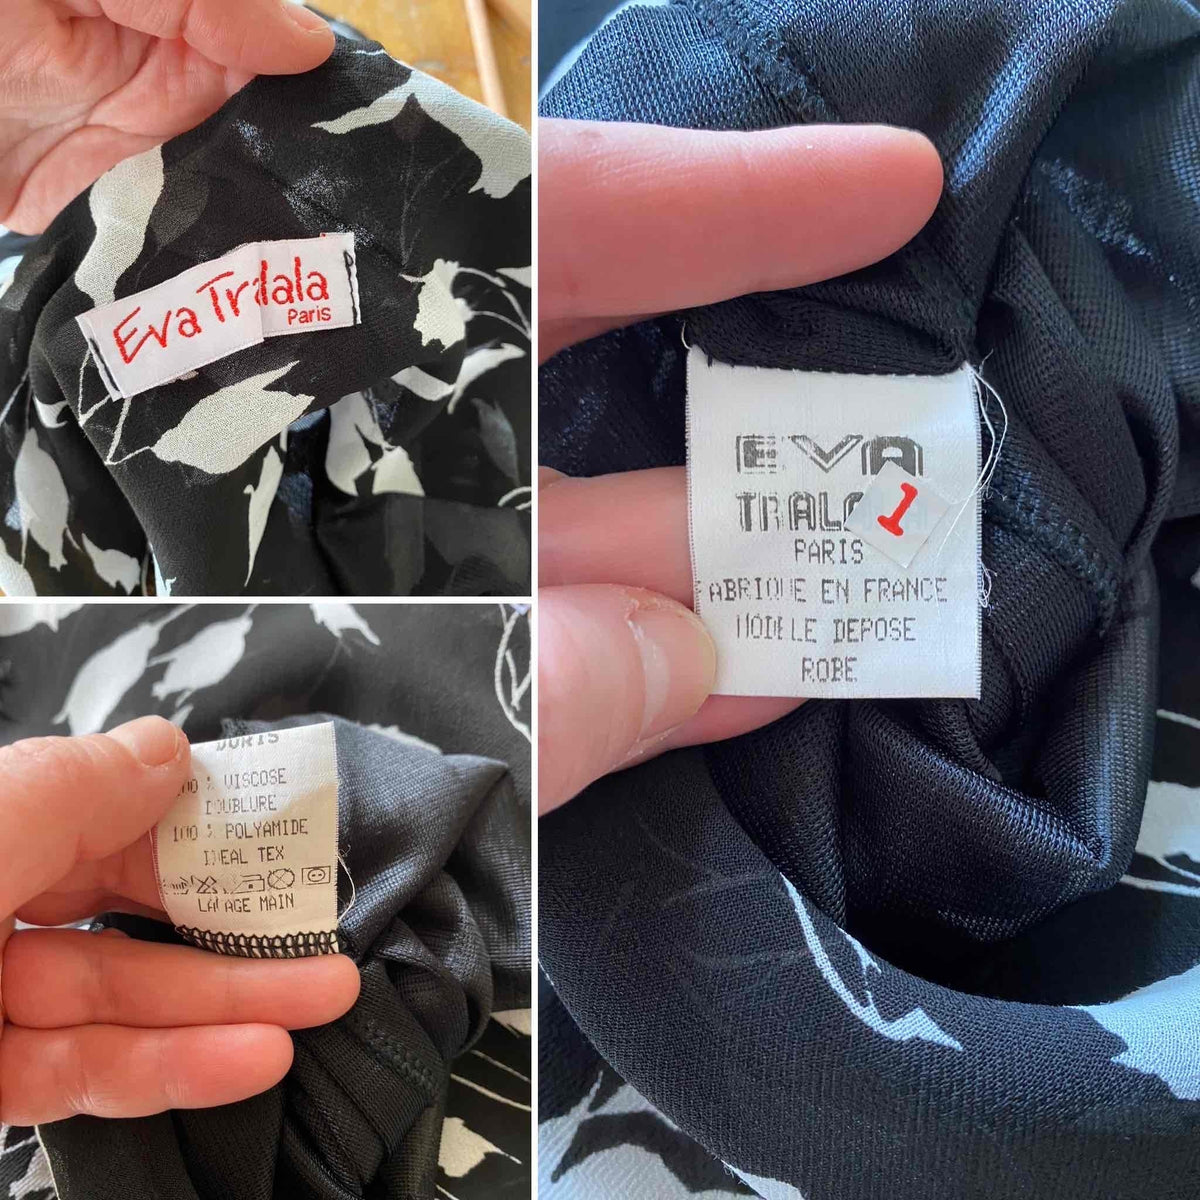 Eva Tralala
Paris
EVA
TRALA
1
PARIS
FABRIQUE EN FRANCE
MODELE DEPOSE
ROBE
DORIS
100 % VISCOSE
DOUBLURE
100 % POLYAMIDE
IDEAL TEX
LAVAGE MAIN